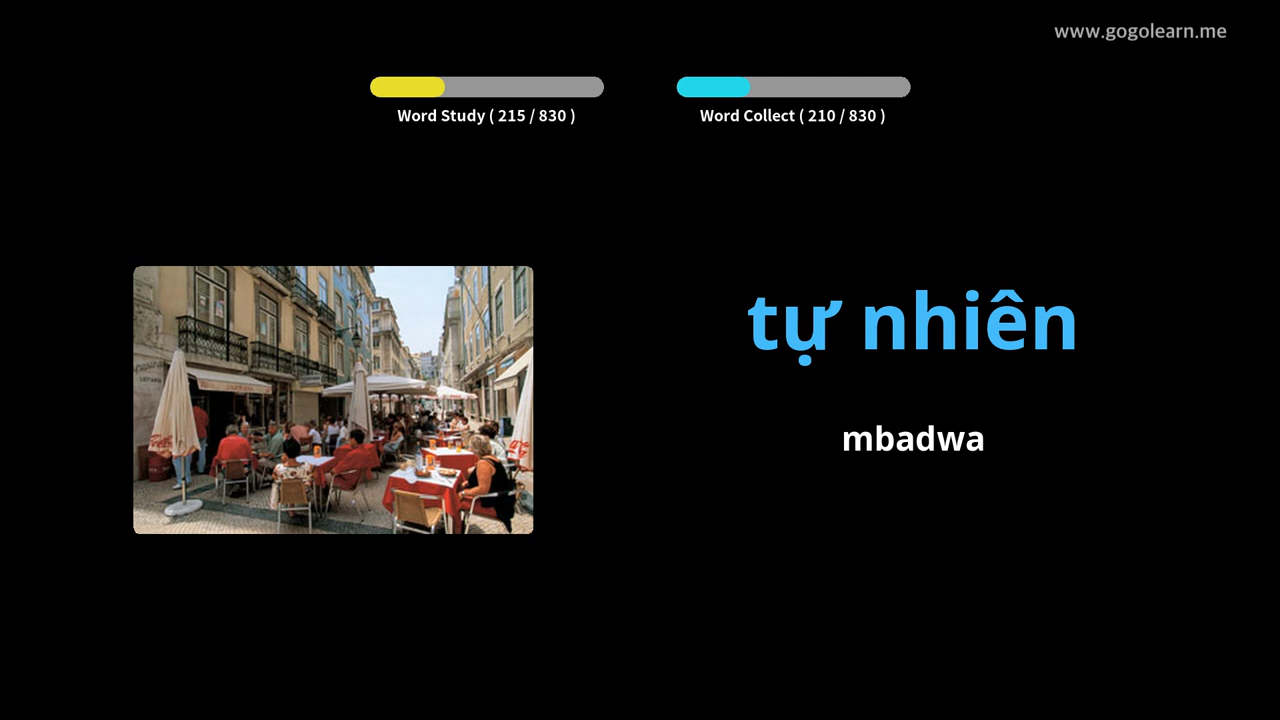 www.gogolearn.me
Word Study ( 215 / 830 )
Word Collect ( 210 / 830 )
tự nhiên
mbadwa